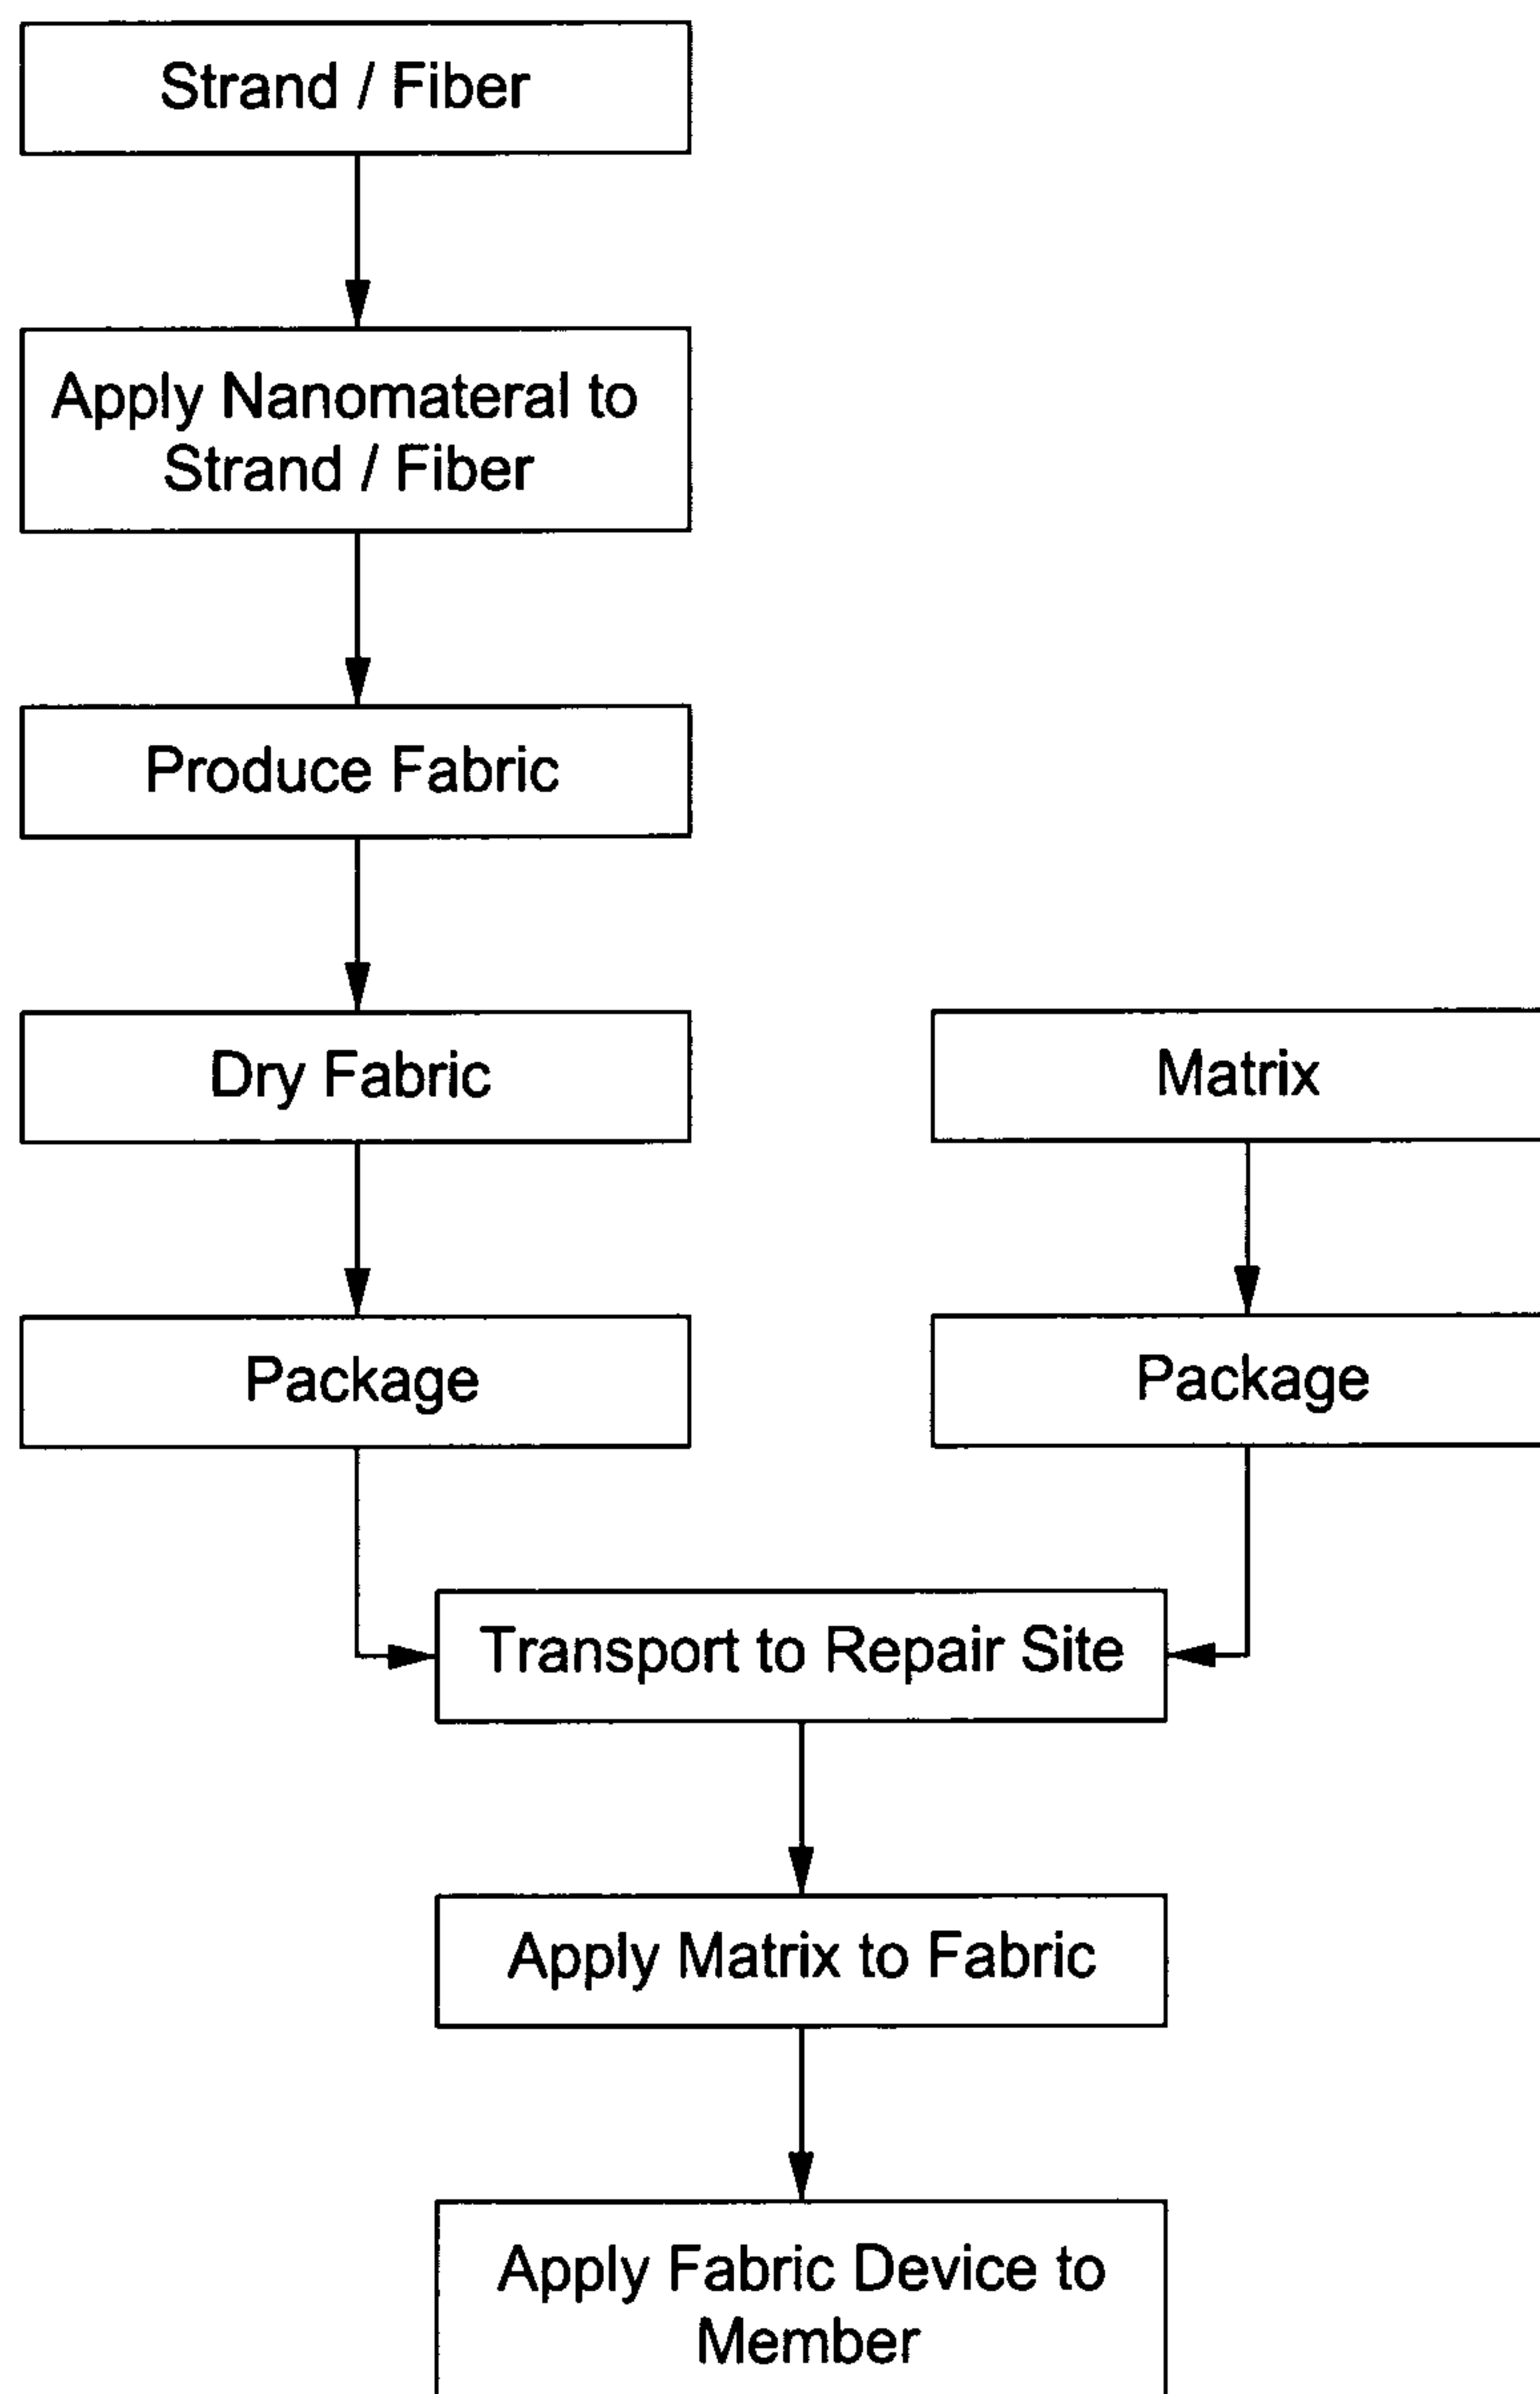 Strand / Fiber
Apply Nanomateral to
Strand / Fiber
Produce Fabric
Dry Fabric
Matrix
Package
Package
Transport to Repair Site
Apply Matrix to Fabric
Apply Fabric Device to
Member